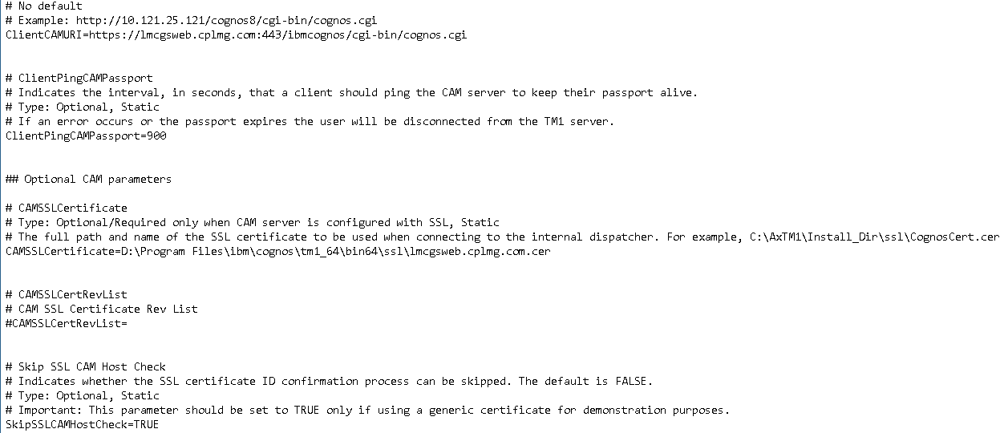 # No default
# Example: http://10.121.25.121/cognos8/cgi-bin/cognos.cgi
ClientCAMURI=https://lmcgsweb.cplmg.com:443/ibmcognos/cgi-bin/cognos.cgi
# ClientPingCAMPassport
# Indicates the interval, in seconds, that a client should ping the CAM server to keep their passport alive.
# Type: Optional, Static
# If an error occurs or the passport expires the user will be disconnected from the TM1 server.
ClientPingCAMPassport=900
## Optional CAM parameters
# CAMSSLCertificate
# Type: Optional/Required only when CAM server is configured with SSL, Static
# The full path and name of the SSL certificate to be used when connecting to the internal dispatcher. For example, C:\AxTM1\Install_Dir\ssl\CognosCert.cer
CAMSSLCertificate=D:\Program Files\ibm\cognos\tm1_64\bin64\ssl\lmcgsweb.cplmg.com.cer
# CAMSSLCertRevList
# CAM SSL Certificate Rev List
#CAMSSLCertRevList=
# Skip SSL CAM Host Check
# Indicates whether the SSL certificate ID confirmation process can be skipped. The default is FALSE.
# Type: Optional, Static
# Important: This parameter should be set to TRUE only if using a generic certificate for demonstration purposes.
SkipSSLCAMHostCheck=TRUE